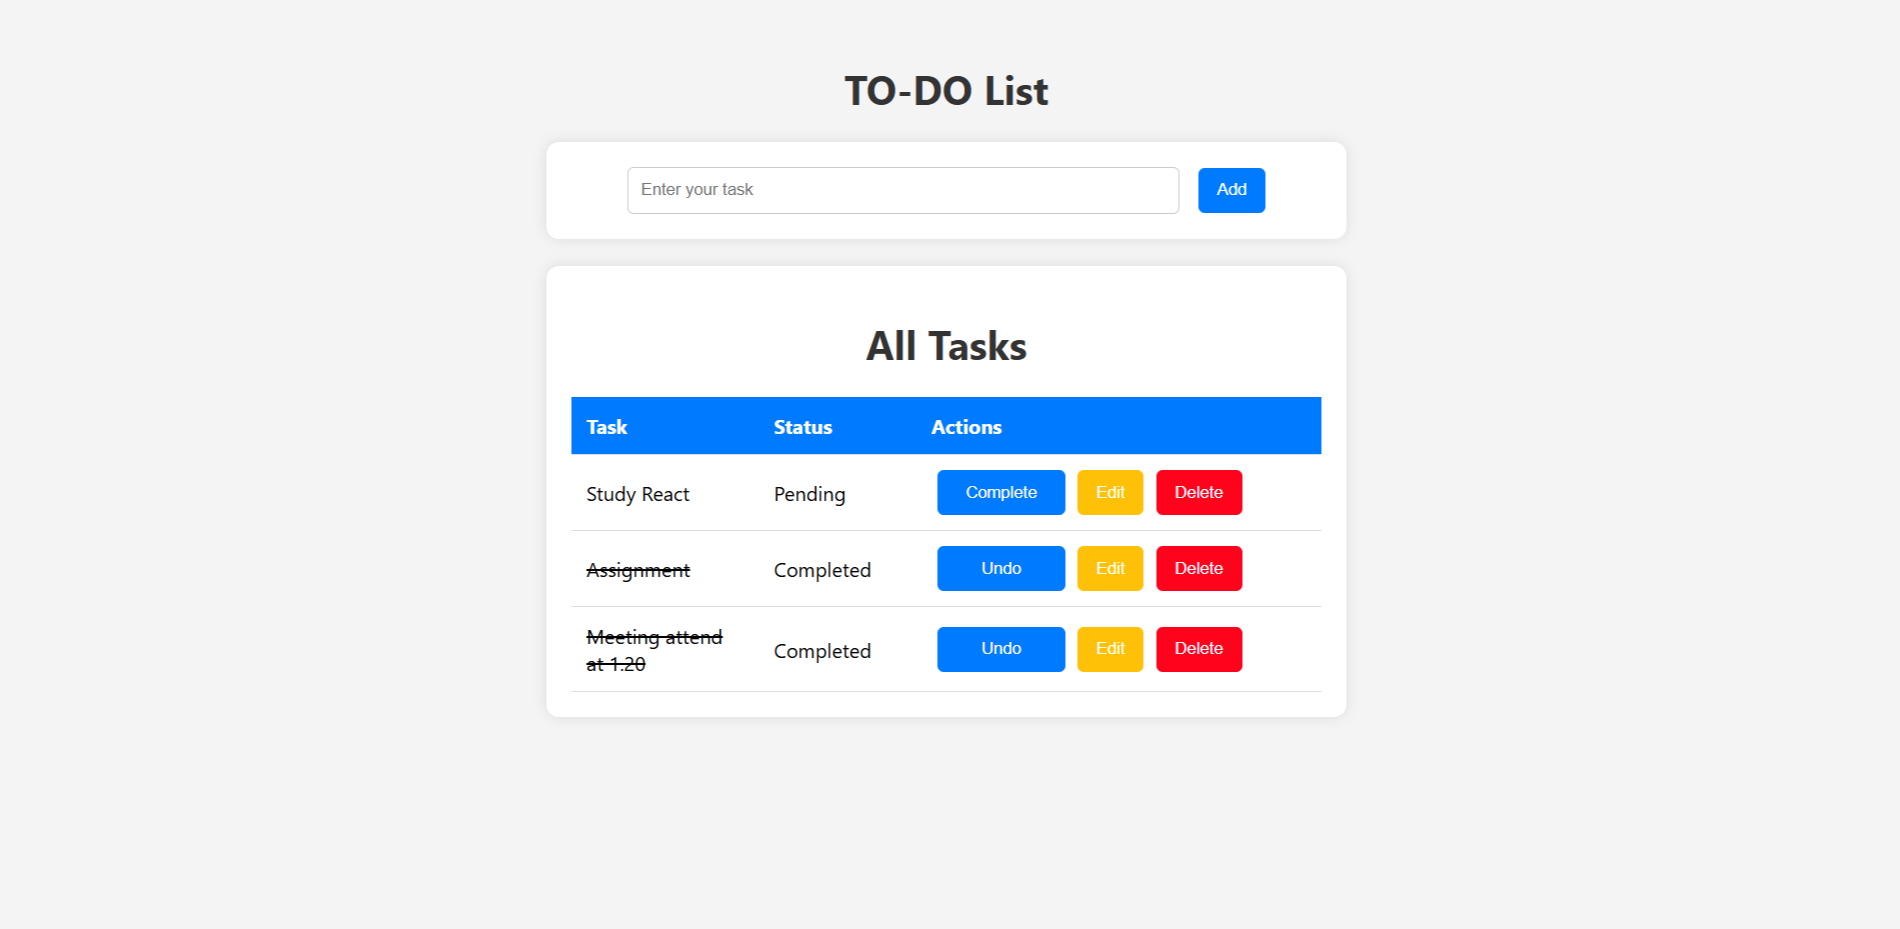 TO-DO List
Enter your task
Add
All Tasks
Task Status Actions
Study React Pending Complete Edit Delete
Assignment Completed Undo Edit Delete
Meeting attend
at 1.20 Completed Undo Edit Delete